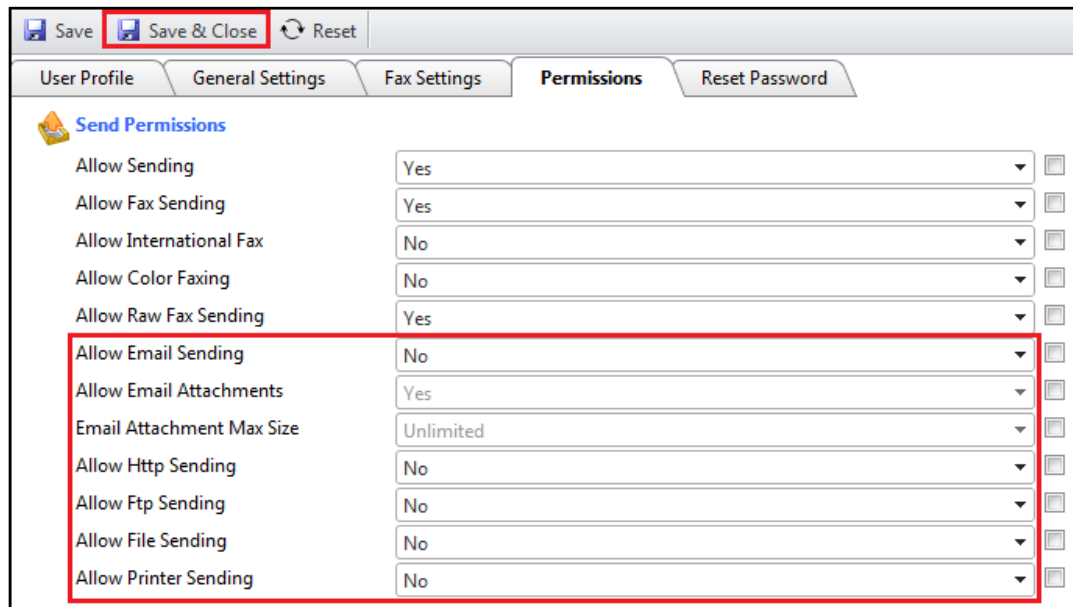 Save Save & Close Reset
User Profile General Settings Fax Settings Permissions Reset Password
Send Permissions
Allow Sending Yes
Allow Fax Sending Yes
Allow International Fax No
Allow Color Faxing No
Allow Raw Fax Sending Yes
Allow Email Sending No
Allow Email Attachments Yes
Email Attachment Max Size Unlimited
Allow Http Sending No
Allow Ftp Sending No
Allow File Sending No
Allow Printer Sending No